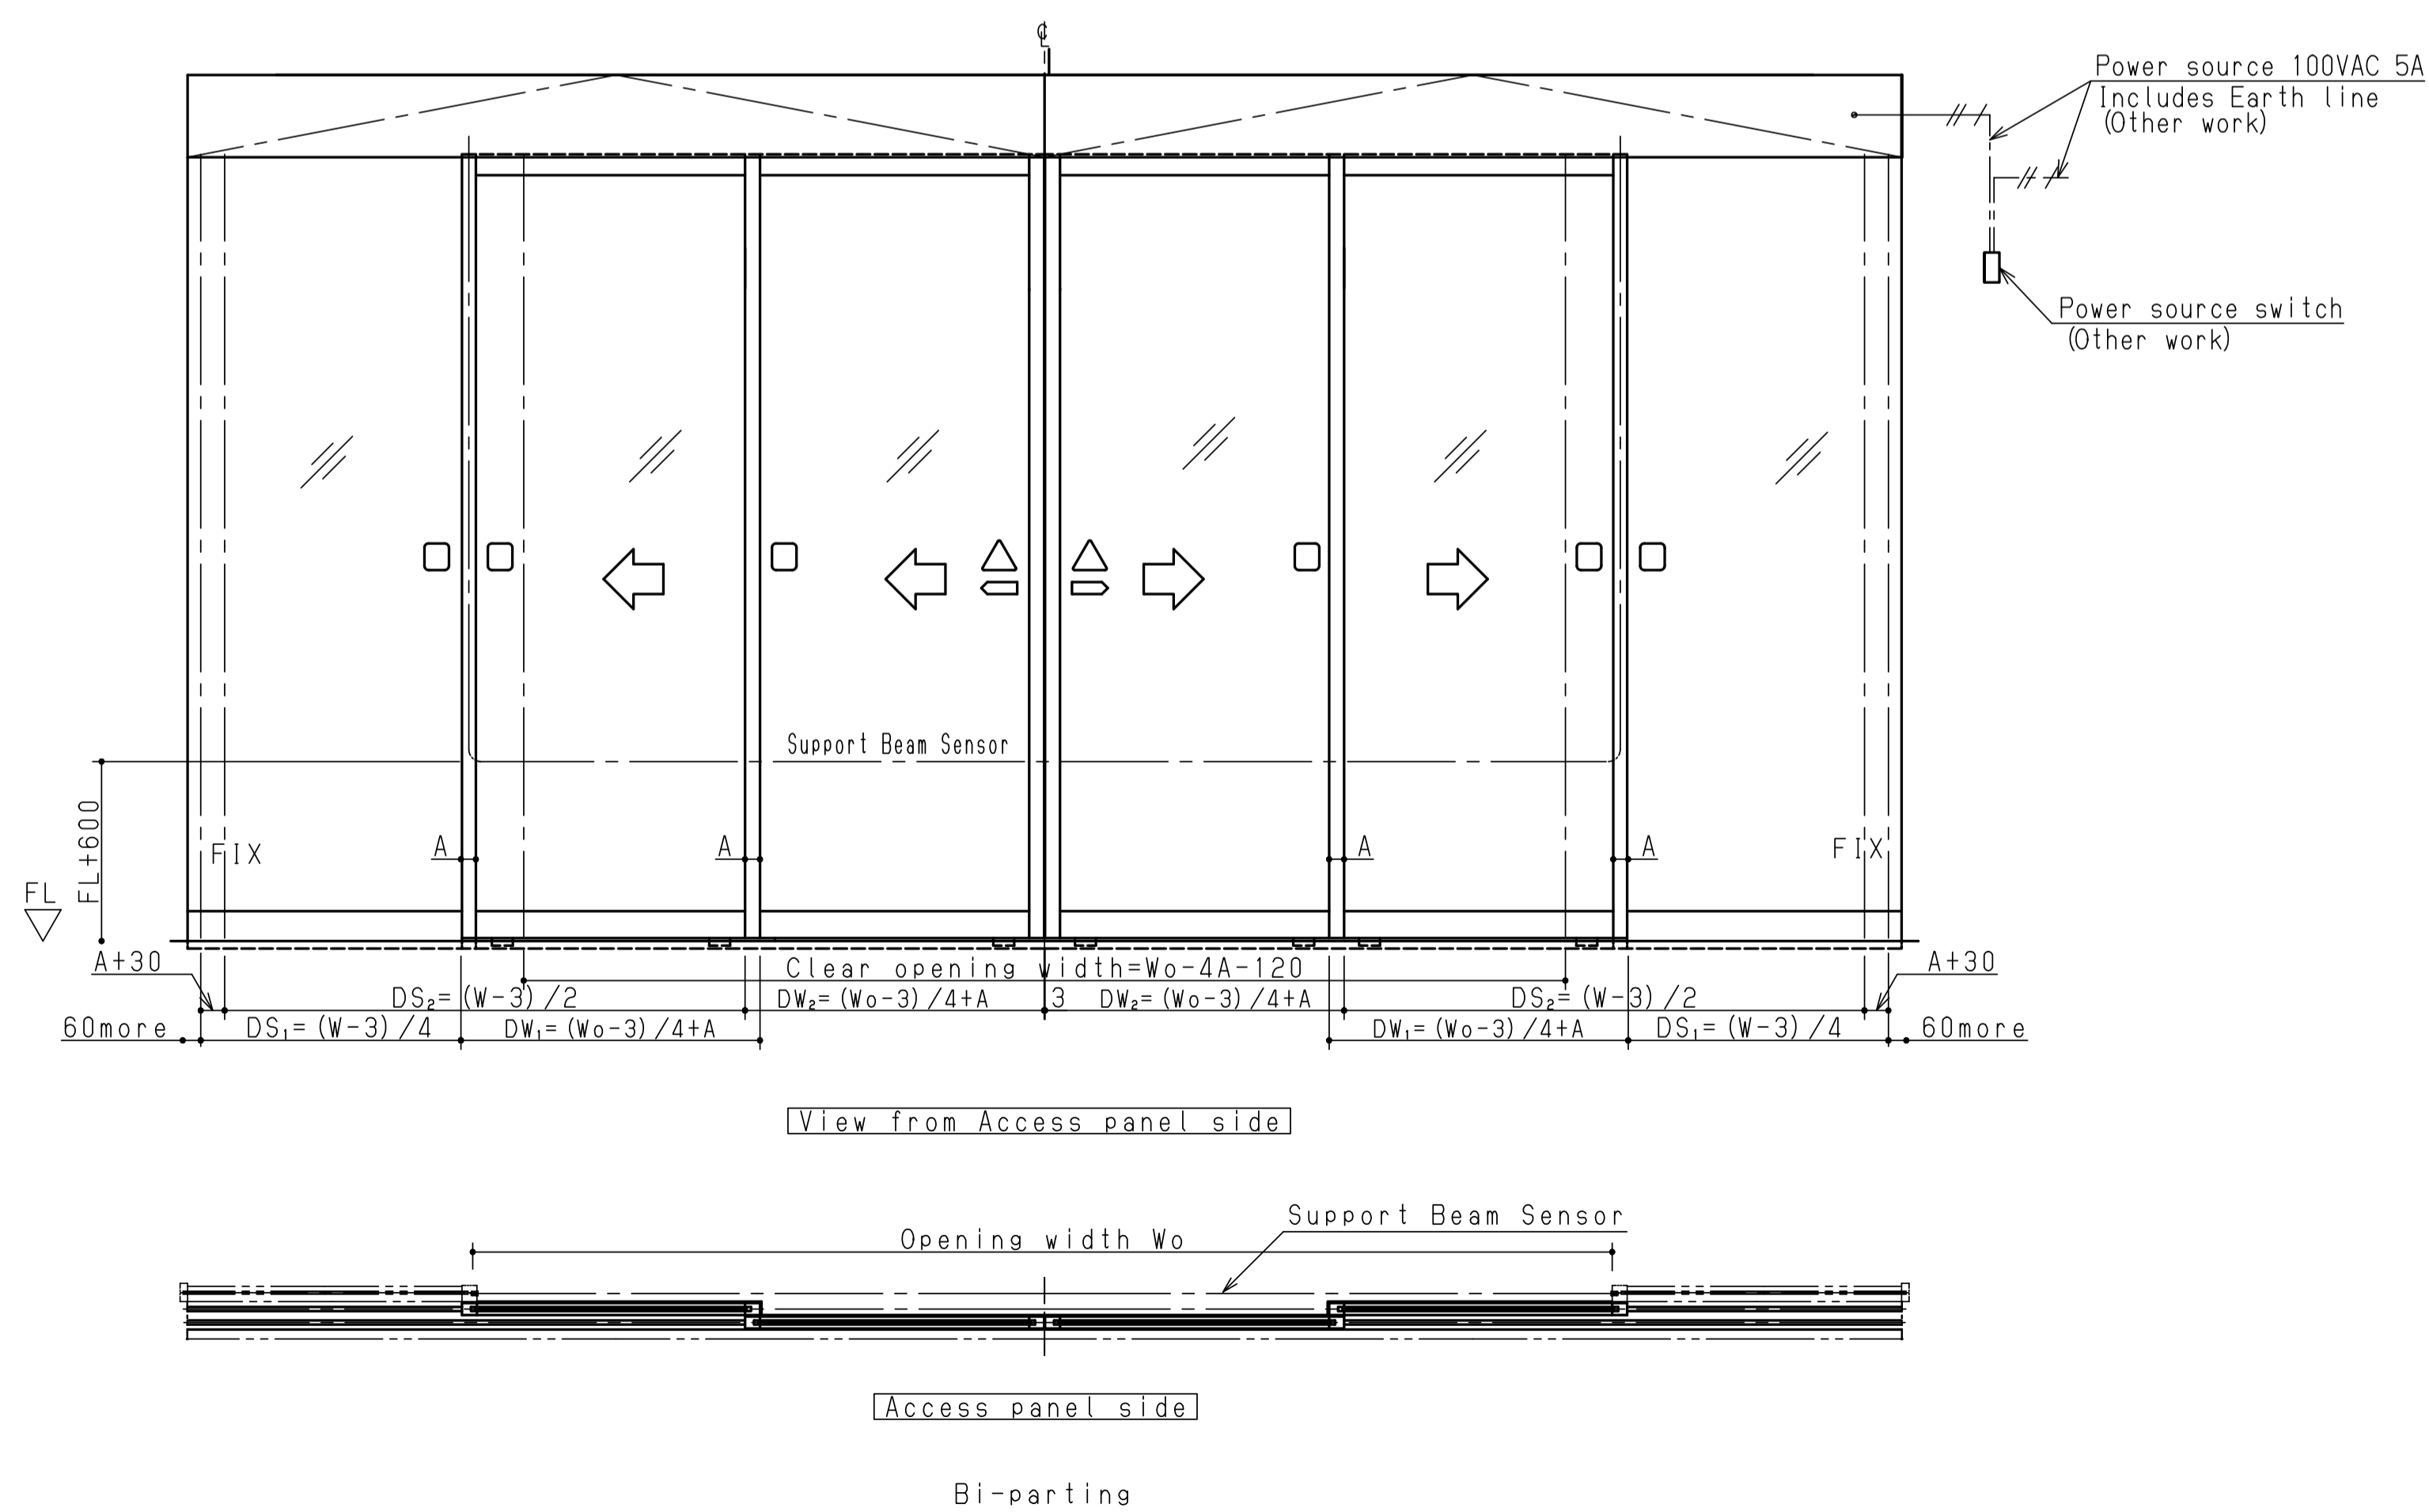 ℄
Power source 100VAC 5A
Includes Earth line
(Other work)
Power source switch
(Other work)
Support Beam Sensor
FL+600
FL
FIX
A
A
A
A
FIX
A+30
Clear opening width=Wo-4A-120
A+30
DS₂=(W-3)/2
DW₂=(Wo-3)/4+A
3
DW₂=(Wo-3)/4+A
DS₂=(W-3)/2
60more
DS₁=(W-3)/4
DW₁=(Wo-3)/4+A
DW₁=(Wo-3)/4+A
DS₁=(W-3)/4
60more
View from Access panel side
Support Beam Sensor
Opening width Wo
Access panel side
Bi-parting